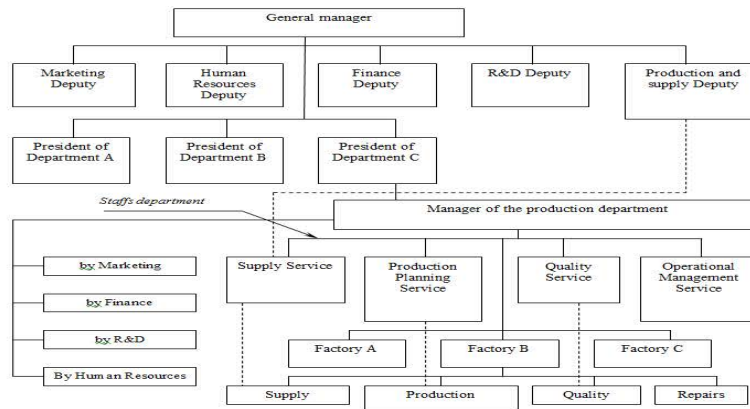 General manager
Marketing
Deputy
Human
Resources
Deputy
Finance
Deputy
R&D Deputy
Production and
supply Deputy
President of
Department A
President of
Department B
President of
Department C
Staffs department
Manager of the production department
by Marketing
by Finance
by R&D
By Human Resources
Supply Service
Production
Planning
Service
Quality
Service
Operational
Management
Service
Factory A
Factory B
Factory C
Supply
Production
Quality
Repairs